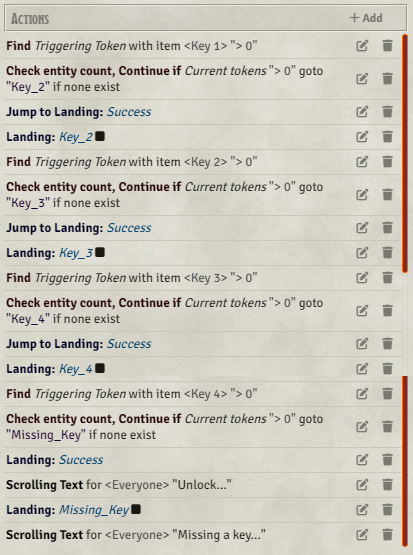 ACTIONS
+ Add
Find Triggering Token with item <Key 1> "> 0"
Check entity count, Continue if Current tokens "> 0" goto
"Key_2" if none exist
Jump to Landing: Success
Landing: Key_2
Find Triggering Token with item <Key 2> "> 0"
Check entity count, Continue if Current tokens "> 0" goto
"Key_3" if none exist
Jump to Landing: Success
Landing: Key_3
Find Triggering Token with item <Key 3> "> 0"
Check entity count, Continue if Current tokens "> 0" goto
"Key_4" if none exist
Jump to Landing: Success
Landing: Key_4
Find Triggering Token with item <Key 4> "> 0"
Check entity count, Continue if Current tokens "> 0" goto
"Missing_Key" if none exist
Landing: Success
Scrolling Text for <Everyone> "Unlock..."
Landing: Missing_Key
Scrolling Text for <Everyone> "Missing a key..."